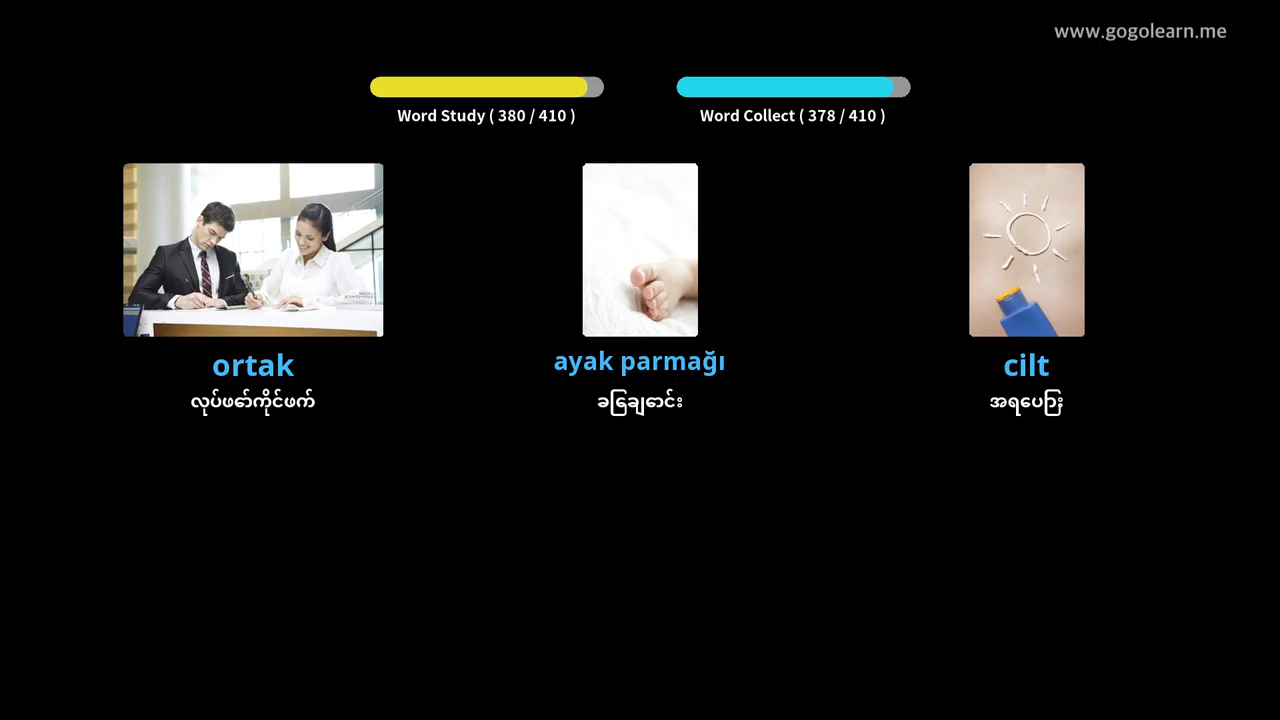 www.gogolearn.me
Word Study ( 380 / 410 )
Word Collect ( 378 / 410 )
ortak
ayak parmağı
cilt
လုပ်ဖော်ကိုင်ဖက်
ခြေချောင်း
အရေပြား